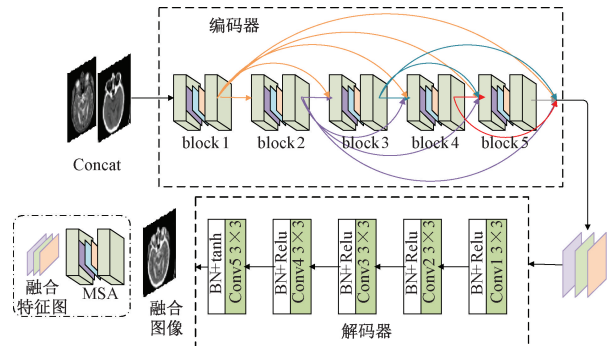 编码器
Concat
block 1
block 2
block 3
block 4
block 5
融合
特征图
MSA
融合
图像
BN+tanh
Conv5 3×3
BN+Relu
Conv4 3×3
BN+Relu
Conv3 3×3
BN+Relu
Conv2 3×3
BN+Relu
Conv1 3×3
解码器